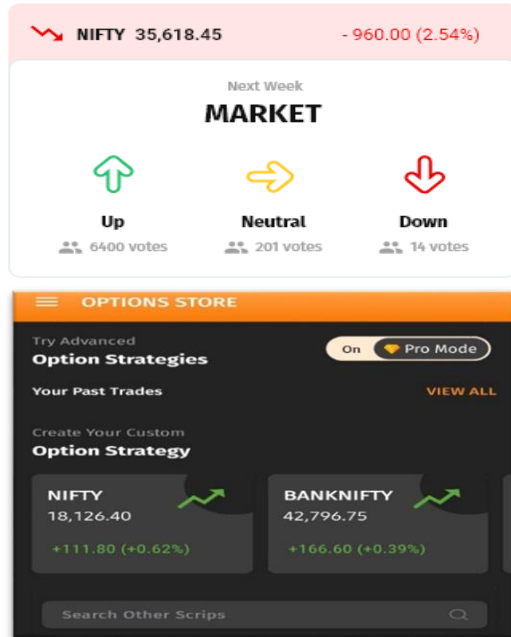 NIFTY 35,618.45 - 960.00 (2.54%)
Next Week
MARKET
Up Neutral Down
6400 votes 201 votes 14 votes
OPTIONS STORE
Try Advanced
Option Strategies
On Pro Mode
Your Past Trades VIEW ALL
Create Your Custom
Option Strategy
NIFTY BANKNIFTY
18,126.40 42,796.75
+111.80 (+0.62%) +166.60 (+0.39%)
Search Other Scrips